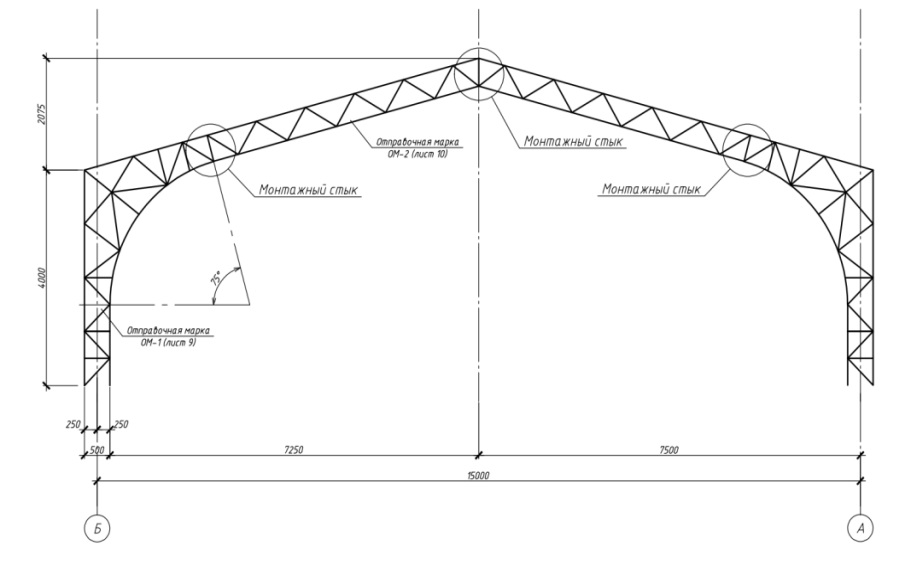 2075
Отправочная марка
ОМ-2 (лист 10)
Монтажный стык
Монтажный стык
Монтажный стык
4000
75°
Отправочная марка
ОМ-1 (лист 9)
250
250
500
7250
7500
15000
Б
А